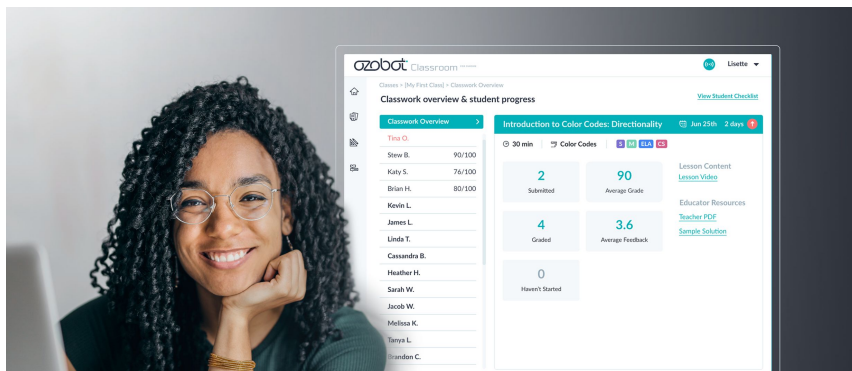 ozobot Classroom
Lisette
Classes > [My First Class] > Classwork Overview
Classwork overview & student progress
View Student Checklist
Classwork Overview >
Tina O.
Stew B. 90/100
Katy S. 76/100
Brian H. 80/100
Kevin L.
James L.
Linda T.
Cassandra B.
Heather H.
Sarah W.
Jacob W.
Melissa K.
Tanya L.
Brandon C.
Introduction to Color Codes: Directionality Jun 25th 2 days
30 min Color Codes S M ELA CS
2
Submitted
90
Average Grade
4
Graded
3.6
Average Feedback
0
Haven't Started
Lesson Content
Lesson Video
Educator Resources
Teacher PDF
Sample Solution